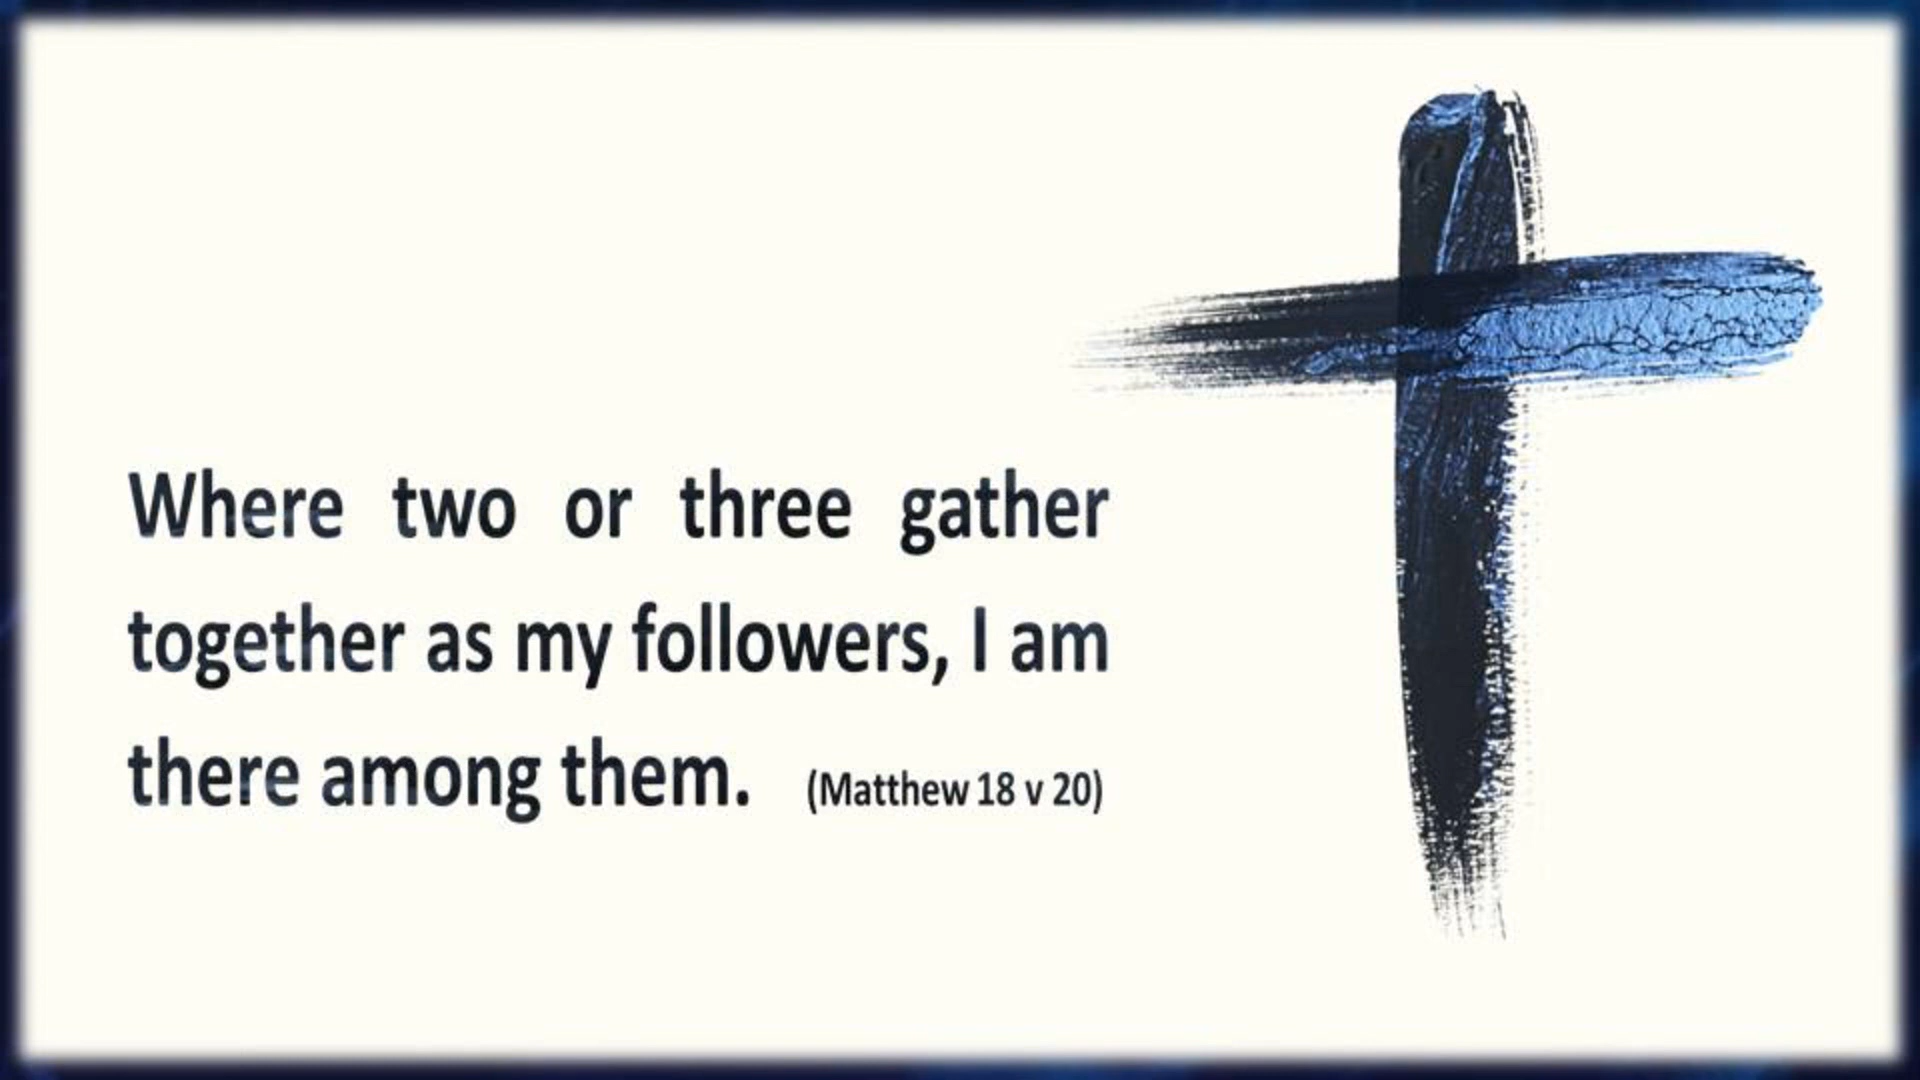 Where two or three gather
together as my followers, I am
there among them. (Matthew 18 v 20)